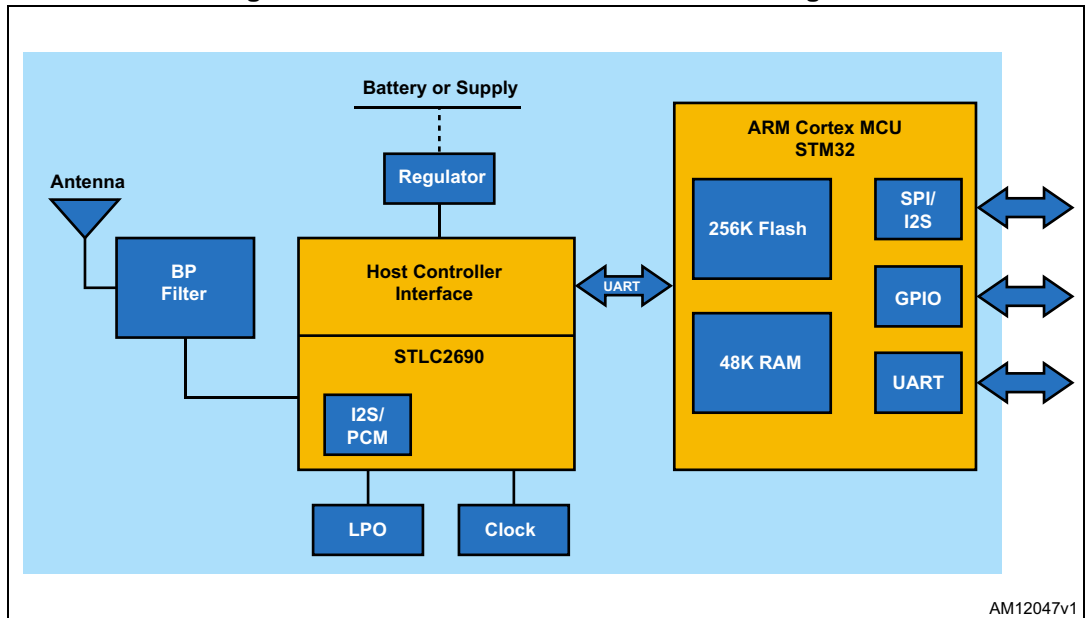 Battery or Supply
ARM Cortex MCU
STM32
Regulator
Antenna
SPI/
I2S
256K Flash
BP
Filter
Host Controller
Interface
UART
GPIO
STLC2690
48K RAM
UART
I2S/
PCM
LPO
Clock
AM12047v1